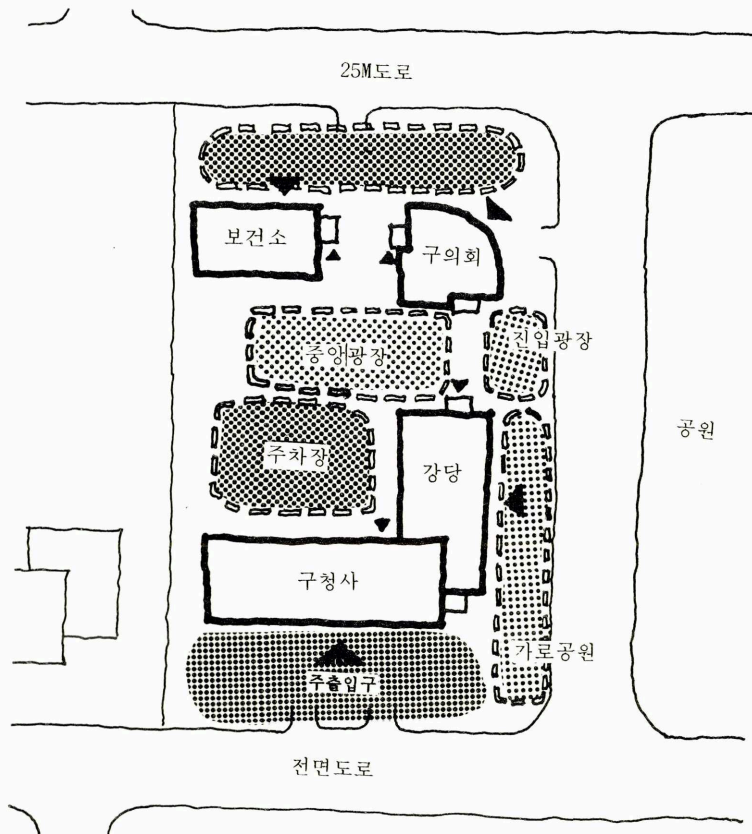 25M도로
보건소
구의회
진입광장
중앙광장
공원
주차장
강당
구청사
가로공원
주출입구
전면도로